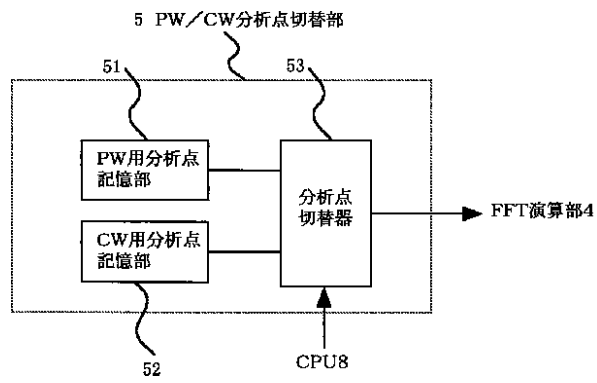 5 PW/CW分析点切替部
51
53
PW用分析点
記憶部
分析点
切替器
FFT演算部4
CW用分析点
記憶部
CPU8
52